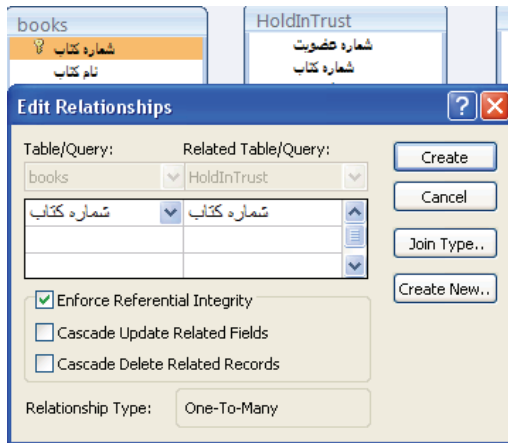 books HoldInTrust
شماره کتاب شماره عضویت
نام کتاب شماره کتاب
Edit Relationships
Table/Query: Related Table/Query:
books HoldInTrust
شماره کتاب شماره کتاب
Enforce Referential Integrity
Cascade Update Related Fields
Cascade Delete Related Records
Relationship Type: One-To-Many
Create
Cancel
Join Type..
Create New..